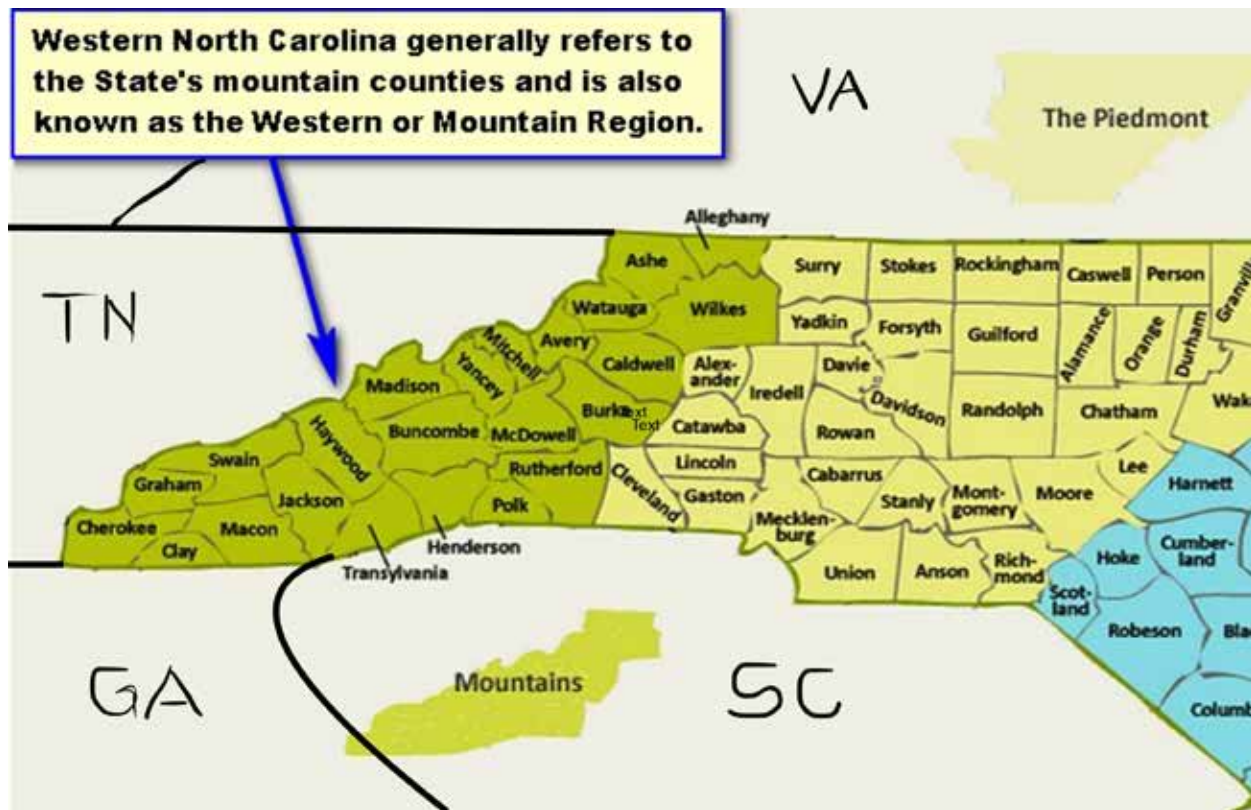 Western North Carolina generally refers to
the State's mountain counties and is also
known as the Western or Mountain Region.
VA
The Piedmont
Alleghany
Ashe
Surry
Stokes
Rockingham
Caswell
Person
Granvill
TN
Watauga
Wilkes
Yadkin
Forsyth
Guilford
Alamance
Orange
Durham
Mitchell
Avery
Yancey
Caldwell
Alex-
ander
Iredell
Davie
Davidson
Randolph
Chatham
Wak
Madison
Haywood
Buncombe
McDowell
Burke
Text
Catawba
Rowan
Swain
Graham
Jackson
Rutherford
Cleveland
Lincoln
Gaston
Cabarrus
Stanly
Mont-
gomery
Moore
Lee
Harnett
Cherokee
Macon
Clay
Polk
Mecklen-
burg
Henderson
Transylvania
Union
Anson
Rich-
mond
Scot-
land
Hoke
Cumber-
land
Robeson
Bla
Columb
GA
Mountains
SC